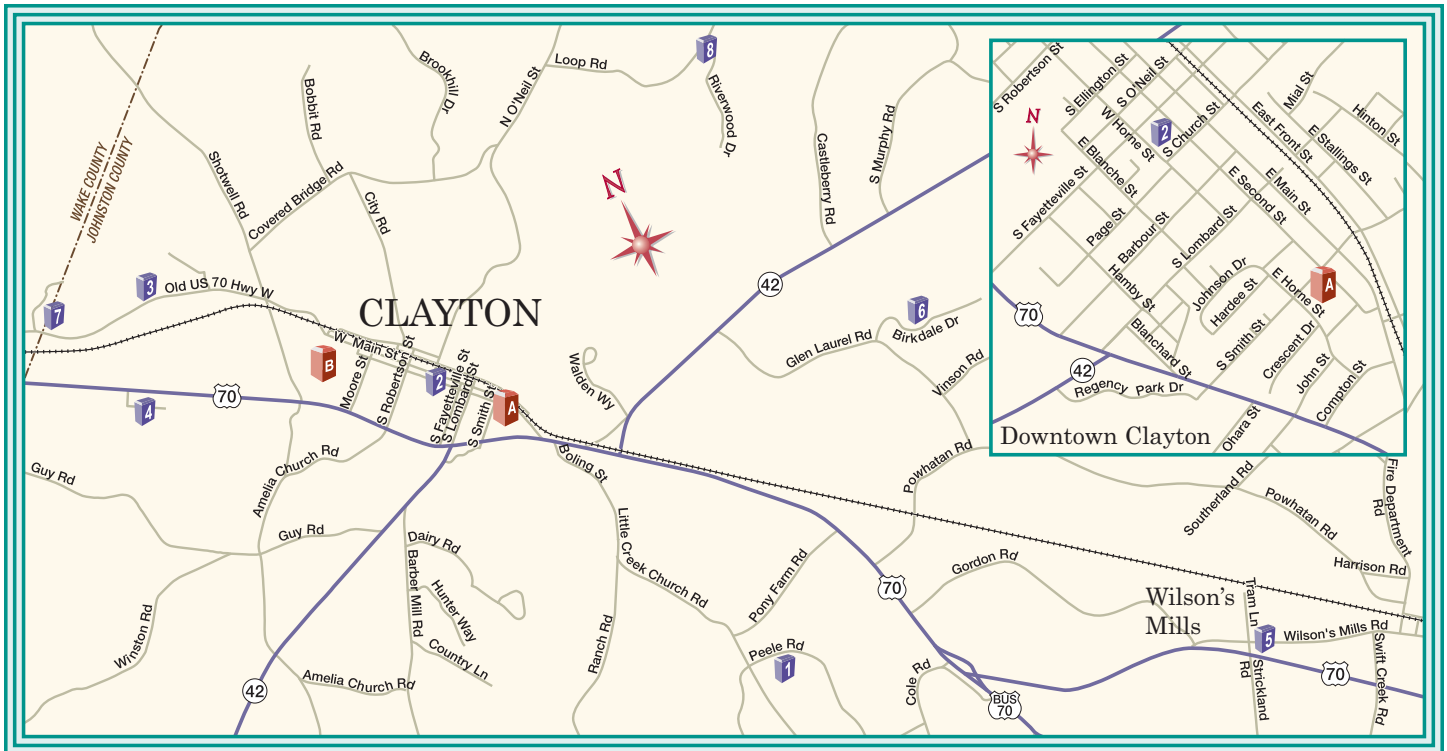 WAKE COUNTY
JOHNSTON COUNTY
Shotwell Rd
Bobbit Rd
Brookhill Dr
N O'Neil St
Loop Rd
8
Riverwood Dr
Castleberry Rd
S Murphy Rd
Covered Bridge Rd
City Rd
N
42
3
Old US 70 Hwy W
7
CLAYTON
W Main St
B
Moore St
S Robertson St
2
S Fayetteville St
S Lombard St
S Smith St
A
Walden Wy
6
Glen Laurel Rd
Birkdale Dr
Vinson Rd
70
4
Guy Rd
Amelia Church Rd
Boling St
Powhatan Rd
Guy Rd
Dairy Rd
Barber Mill Rd
Hunter Way
Country Ln
Winston Rd
42
Amelia Church Rd
Little Creek Church Rd
Ranch Rd
Pony Farm Rd
Peele Rd
1
70
Gordon Rd
Cole Rd
BUS
70
Wilson's
Mills
Tram Ln
5
Wilson's Mills Rd
Strickland
Rd
70
Swift Creek Rd
Southerland Rd
Powhatan Rd
Fire Department
Rd
Harrison Rd
S Robertson St
S Ellington St
S O'Neil St
N
W Horne St
2
S Church St
East Front St
Mial St
Hinton St
E Stallings St
E Blanche St
S Fayetteville St
Page St
Barbour St
S Lombard St
E Second St
E Main St
Hamby St
Johnson Dr
Hardee St
E Horne St
A
70
Blanchard St
S Smith St
Crescent Dr
John St
Compton St
42
Regency Park Dr
Ohara St
Downtown Clayton